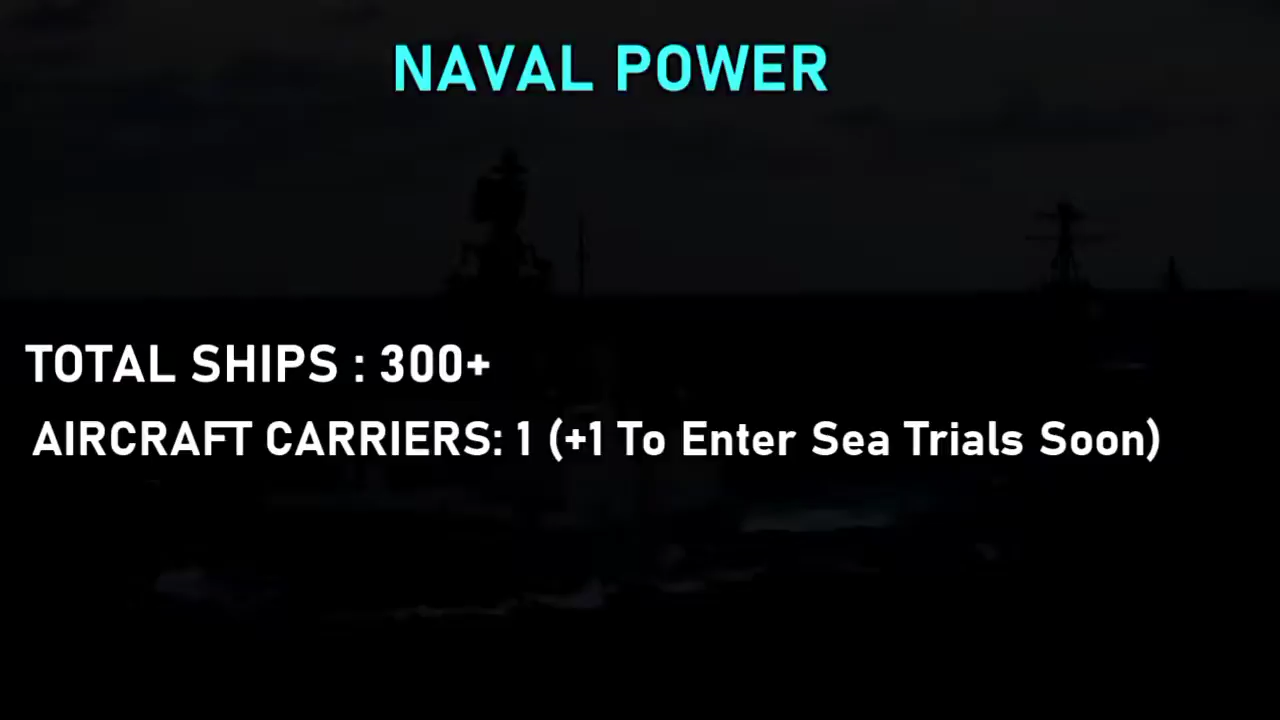 NAVAL POWER
TOTAL SHIPS : 300+
AIRCRAFT CARRIERS: 1 (+1 To Enter Sea Trials Soon)